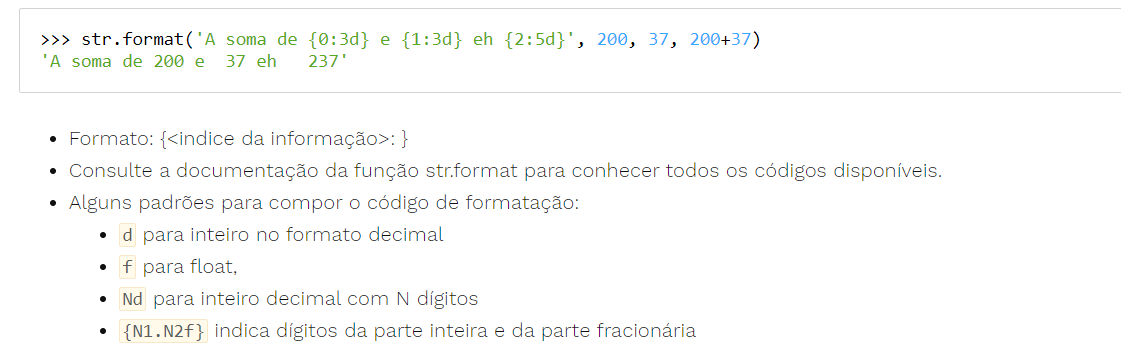 >>> str.format('A soma de {0:3d} e {1:3d} eh {2:5d}', 200, 37, 200+37)
'A soma de 200 e  37 eh   237'
Formato: {<indice da informação>: }
Consulte a documentação da função str.format para conhecer todos os códigos disponíveis.
Alguns padrões para compor o código de formatação:
d para inteiro no formato decimal
f para float,
Nd para inteiro decimal com N dígitos
{N1.N2f} indica dígitos da parte inteira e da parte fracionária